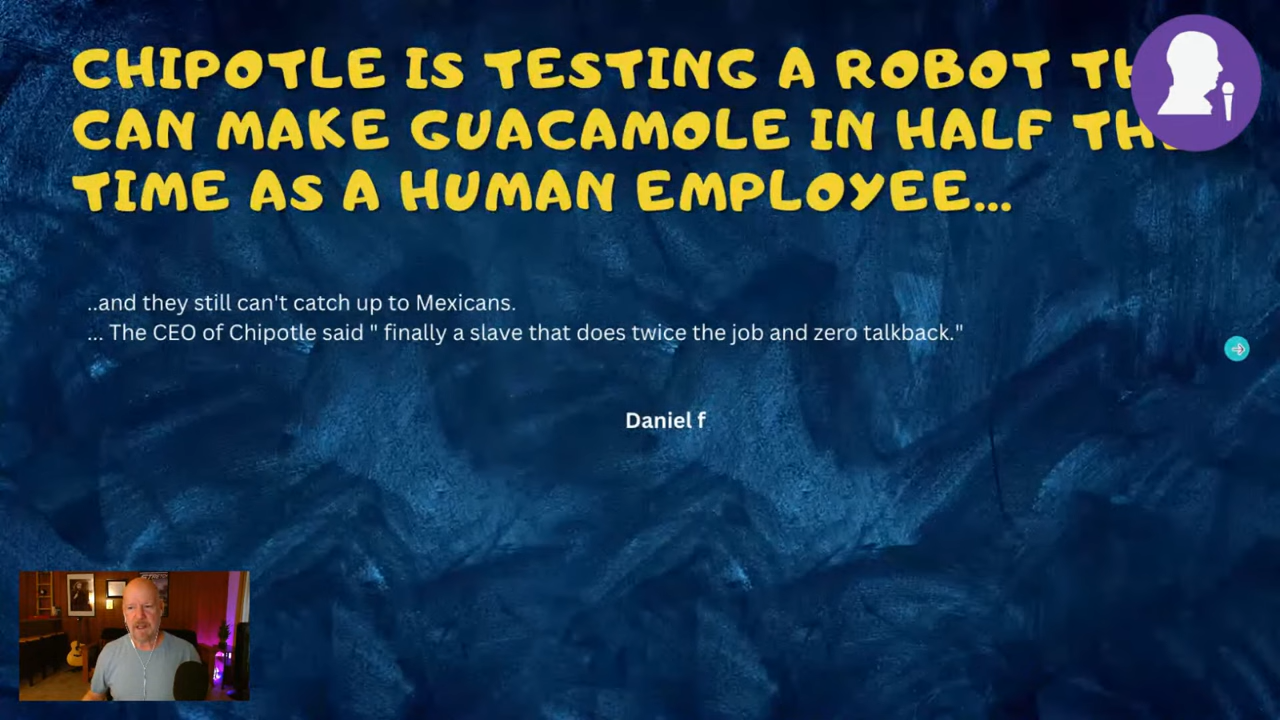 CHIPOTLE IS TESTING A ROBOT
CAN MAKE GUACAMOLE IN HALF
TIME AS A HUMAN EMPLOYEE...
..and they still can't catch up to Mexicans.
... The CEO of Chipotle said " finally a slave that does twice the job and zero talkback."
Daniel f